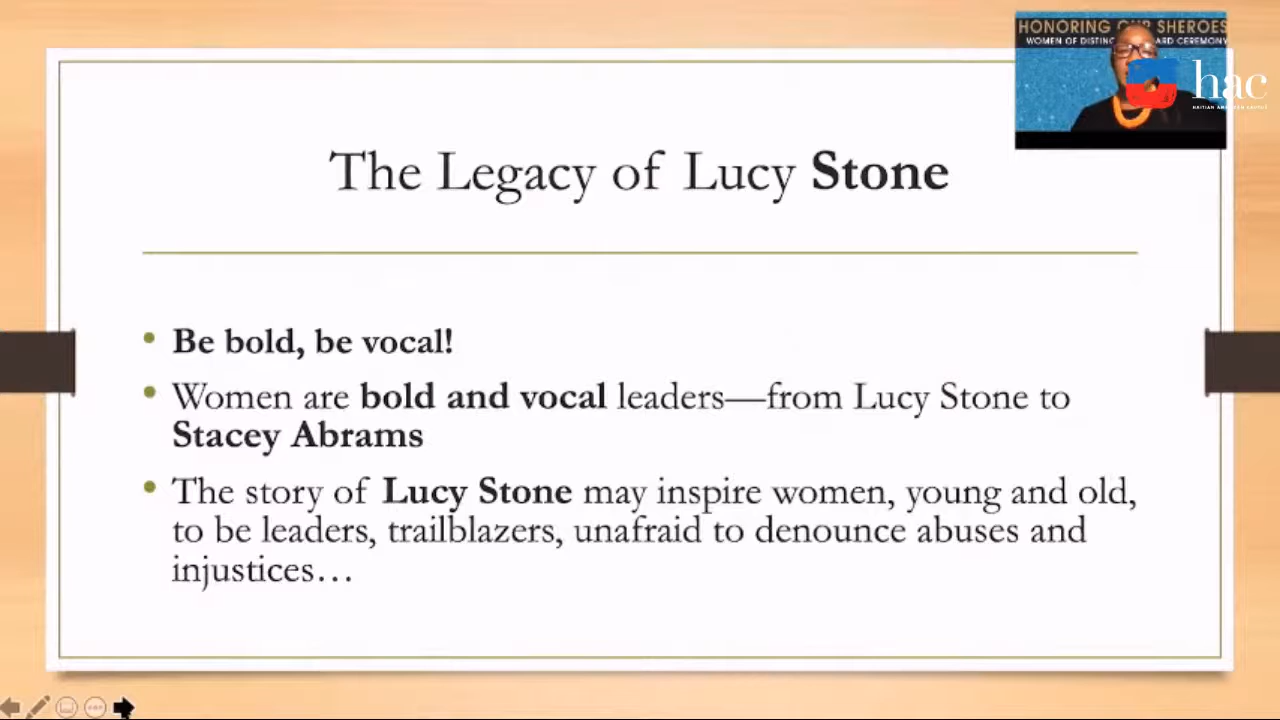 HONORING OUR SHEROES
WOMEN OF DISTINC ARD CEREMONY
hac
The Legacy of Lucy Stone
• Be bold, be vocal!
• Women are bold and vocal leaders—from Lucy Stone to
Stacey Abrams
• The story of Lucy Stone may inspire women, young and old,
to be leaders, trailblazers, unafraid to denounce abuses and
injustices…